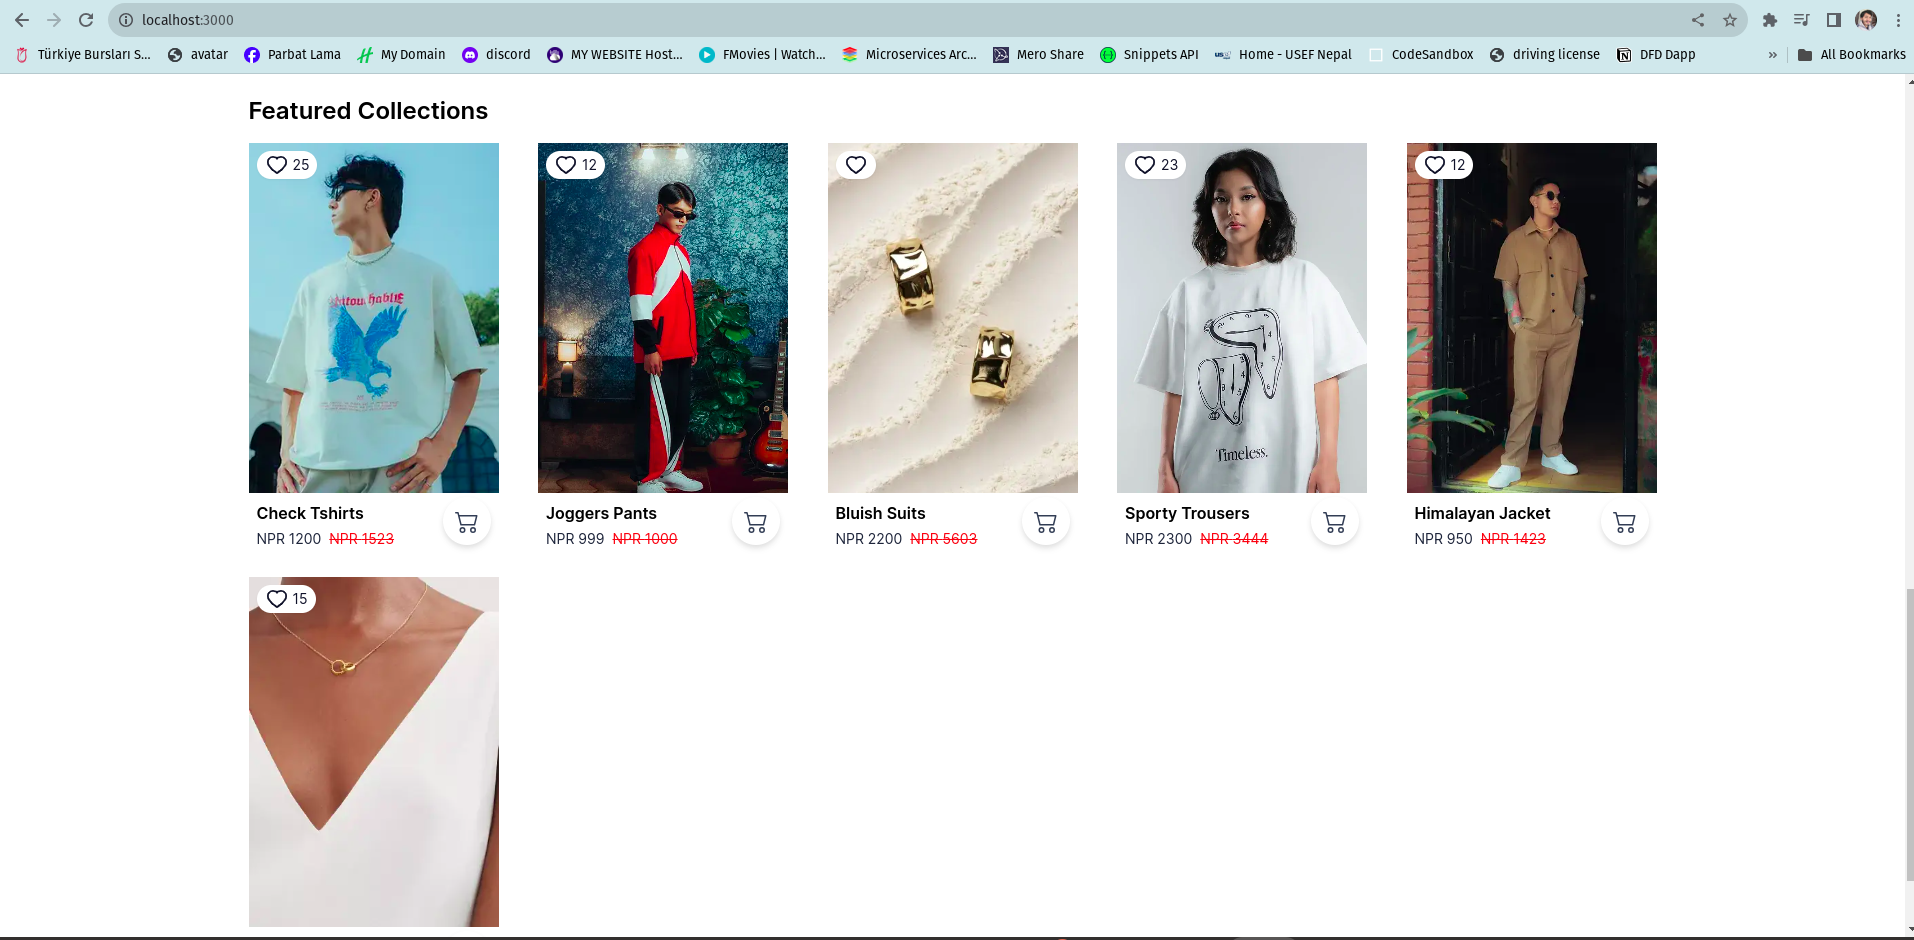 localhost:3000
Türkiye Bursları S...
avatar
Parbat Lama
My Domain
discord
MY WEBSITE Host...
FMovies | Watch...
Microservices Arc...
Mero Share
Snippets API
Home - USEF Nepal
CodeSandbox
driving license
DFD Dapp
»
All Bookmarks
Featured Collections
25
12
23
12
Timeless.
Check Tshirts
NPR 1200 NPR 1523
Joggers Pants
NPR 999 NPR 1000
Bluish Suits
NPR 2200 NPR 5603
Sporty Trousers
NPR 2300 NPR 3444
Himalayan Jacket
NPR 950 NPR 1423
15